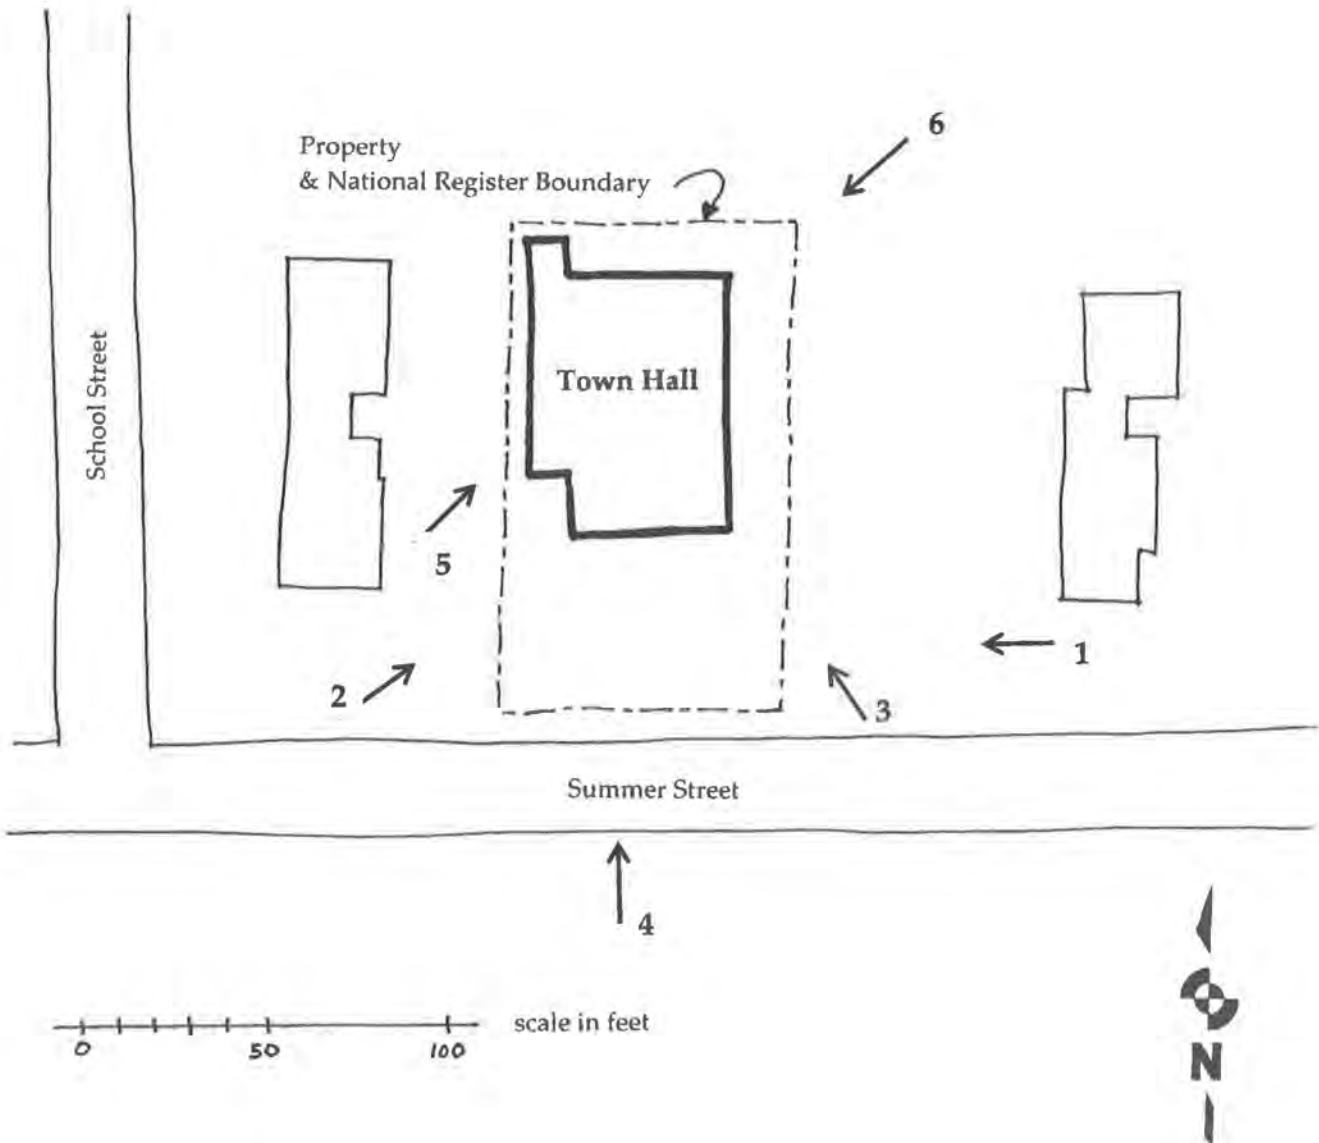 6
Property
& National Register Boundary
Town Hall
School Street
5
1
2
3
Summer Street
4
scale in feet
0 50 100
N